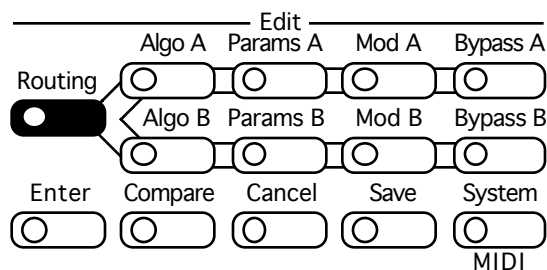 Edit
Algo A Params A Mod A Bypass A
Routing
Algo B Params B Mod B Bypass B
Enter Compare Cancel Save System
MIDI